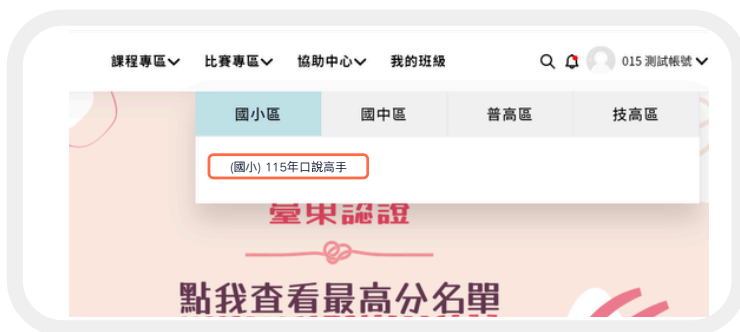 課程專區 比賽專區 協助中心 我的班級 015 測試帳號
國小區 國中區 普高區 技高區
(國小) 115年口說高手
臺東認證
點我查看最高分名單